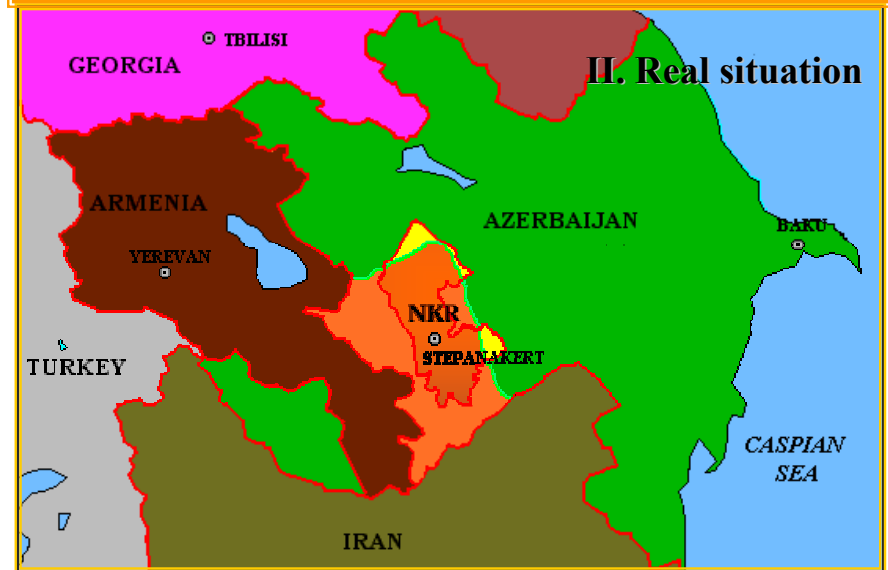 TBILISI
GEORGIA
II. Real situation
ARMENIA
AZERBAIJAN
BAKU
YEREVAN
NKR
STEPANAKERT
TURKEY
CASPIAN
SEA
IRAN